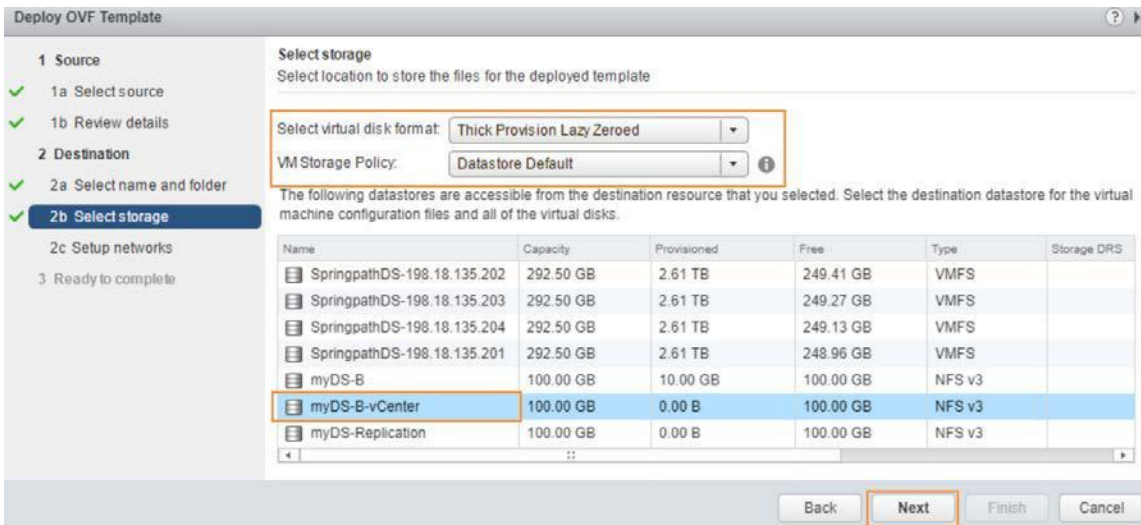 Deploy OVF Template
1 Source
1a Select source
1b Review details
2 Destination
2a Select name and folder
2b Select storage
2c Setup networks
3 Ready to complete
Select storage
Select location to store the files for the deployed template
Select virtual disk format: Thick Provision Lazy Zeroed
VM Storage Policy: Datastore Default
The following datastores are accessible from the destination resource that you selected. Select the destination datastore for the virtual
machine configuration files and all of the virtual disks.
Name Capacity Provisioned Free Type Storage DRS
SpringpathDS-198.18.135.202 292.50 GB 2.61 TB 249.41 GB VMFS
SpringpathDS-198.18.135.203 292.50 GB 2.61 TB 249.27 GB VMFS
SpringpathDS-198.18.135.204 292.50 GB 2.61 TB 249.13 GB VMFS
SpringpathDS-198.18.135.201 292.50 GB 2.61 TB 248.96 GB VMFS
myDS-B 100.00 GB 10.00 GB 100.00 GB NFS v3
myDS-B-vCenter 100.00 GB 0.00 B 100.00 GB NFS v3
myDS-Replication 100.00 GB 0.00 B 100.00 GB NFS v3
Back Next Finish Cancel